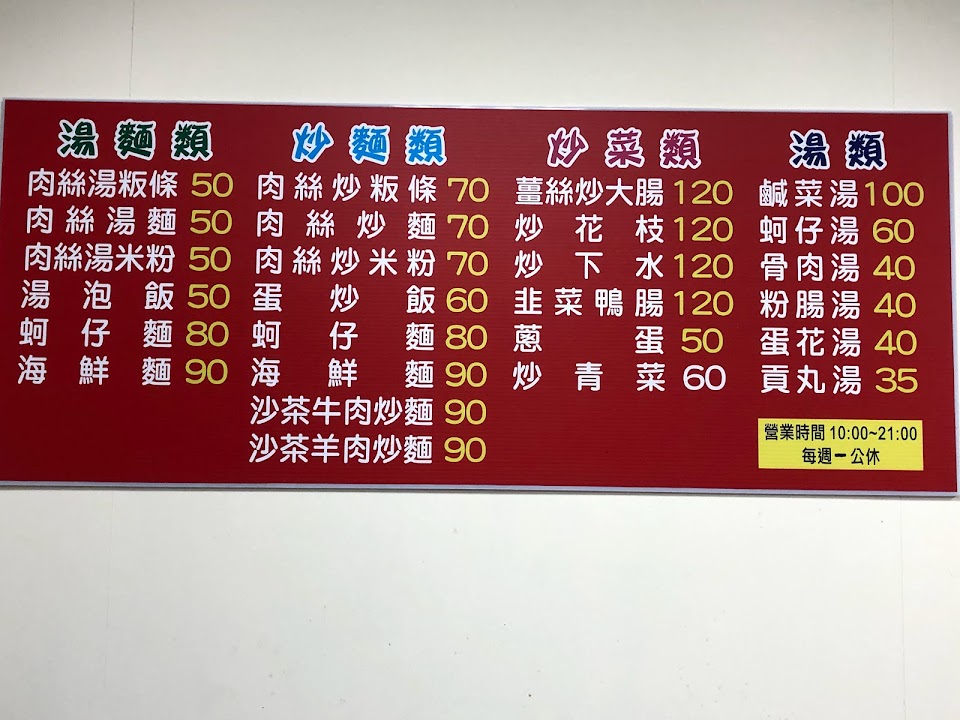 湯麵類
肉絲湯粄條 50
肉絲湯麵 50
肉絲湯米粉 50
湯泡飯 50
蚵仔麵 80
海鮮麵 90
炒麵類
肉絲炒粄條 70
肉絲炒麵 70
肉絲炒米粉 70
蛋炒飯 60
蚵仔麵 80
海鮮麵 90
沙茶牛肉炒麵 90
沙茶羊肉炒麵 90
炒菜類
薑絲炒大腸 120
炒花枝 120
炒下水 120
韭菜鴨腸 120
蔥蛋 50
炒青菜 60
湯類
鹹菜湯 100
蚵仔湯 60
骨肉湯 40
粉腸湯 40
蛋花湯 40
貢丸湯 35
營業時間 10:00~21:00
每週一公休